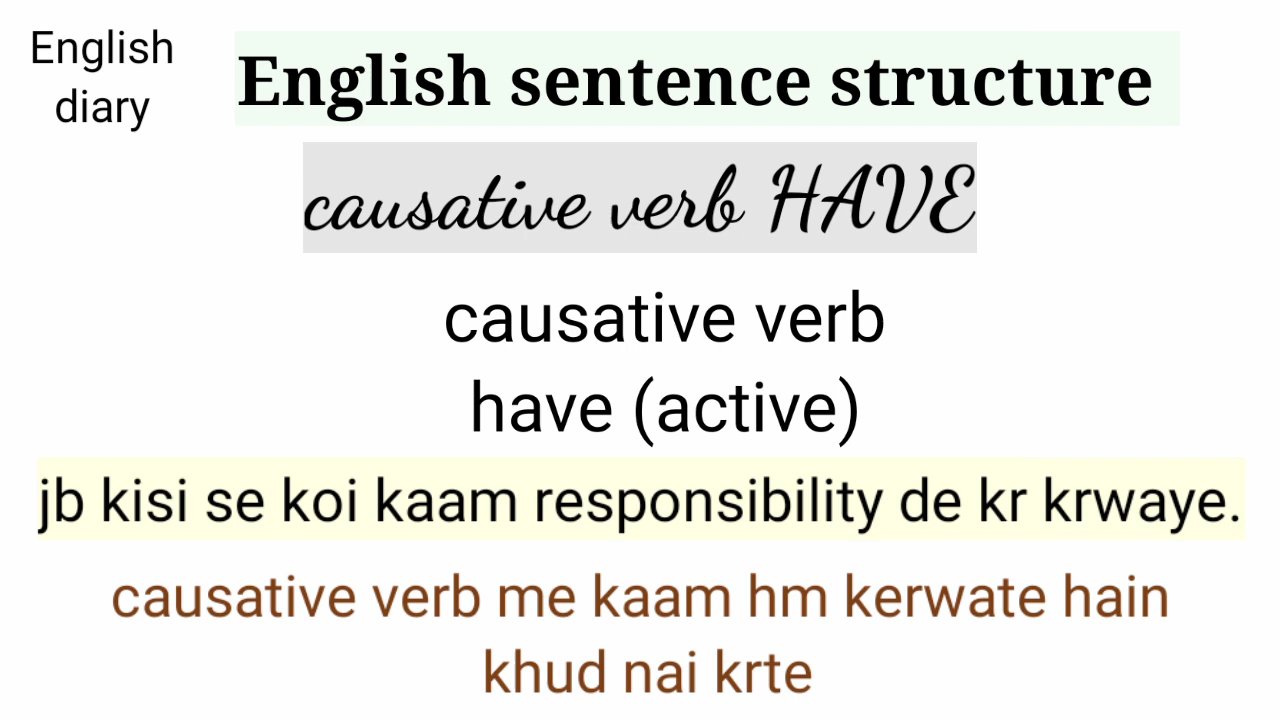 English
diary
English sentence structure
causative verb HAVE
causative verb
have (active)
jb kisi se koi kaam responsibility de kr krwaye.
causative verb me kaam hm kerwate hain
khud nai krte